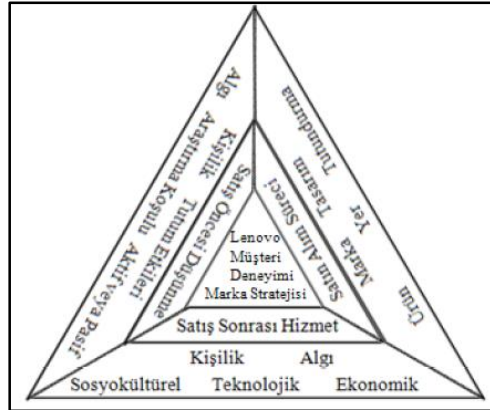 Algı Araştırma Koşulu Aktif veya Pasif
Kişilik Tutum Etkileri
Satış Öncesi Düşünme
Ürün Yer Tutundurma
Marka Tasarım
Satın Alım Süreci
Lenovo
Müşteri
Deneyimi
Marka Stratejisi
Satış Sonrası Hizmet
Kişilik Algı
Sosyokültürel Teknolojik Ekonomik